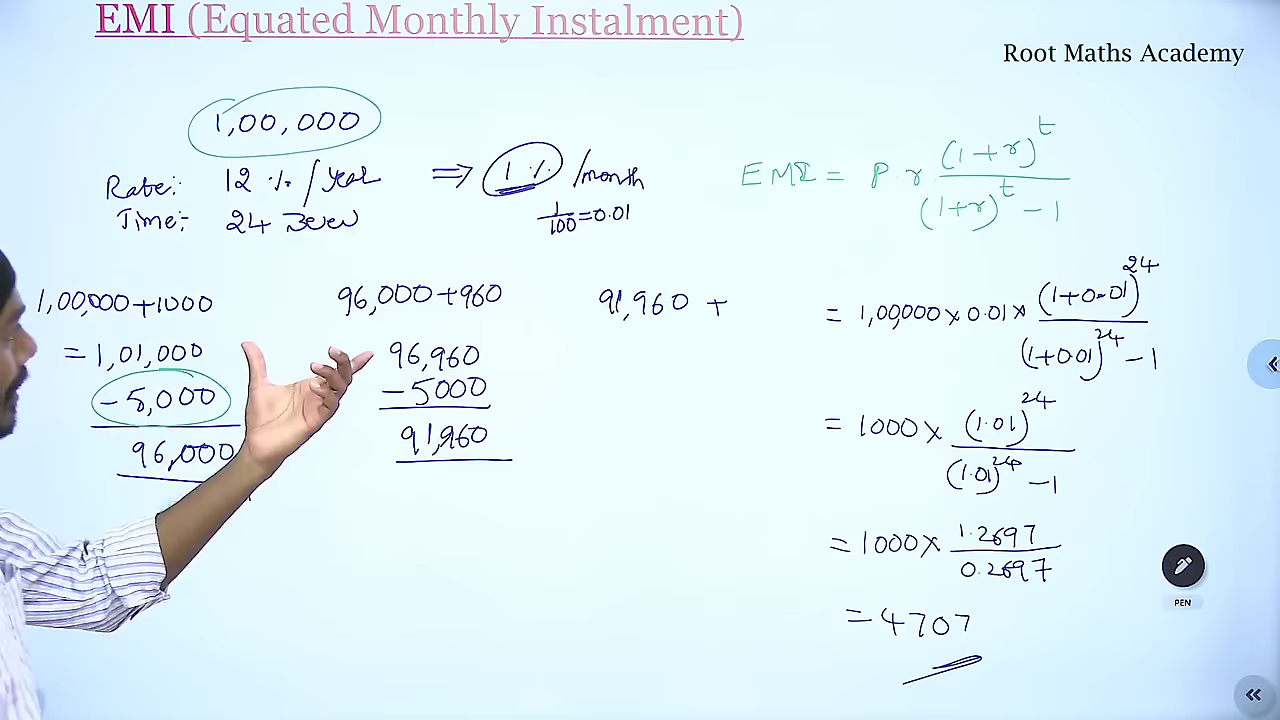 EMI (Equated Monthly Instalment)
Root Maths Academy
1,00,000
Rate:- 12 % / year ⇒ 1 % /month
1/100 = 0.01
Time:- 24
EMI = P.r (1+r)^t / (1+r)^t - 1
1,00,000+1000
= 1,01,000
- 5,000
96,000
96,000+960
96,960
- 5000
91,960
91,960 +
= 1,00,000 x 0.01 x (1+0.01)^24 / (1+0.01)^24 - 1
= 1000 x (1.01)^24 / (1.01)^24 - 1
= 1000 x 1.2697 / 0.2697
= 4707
PEN